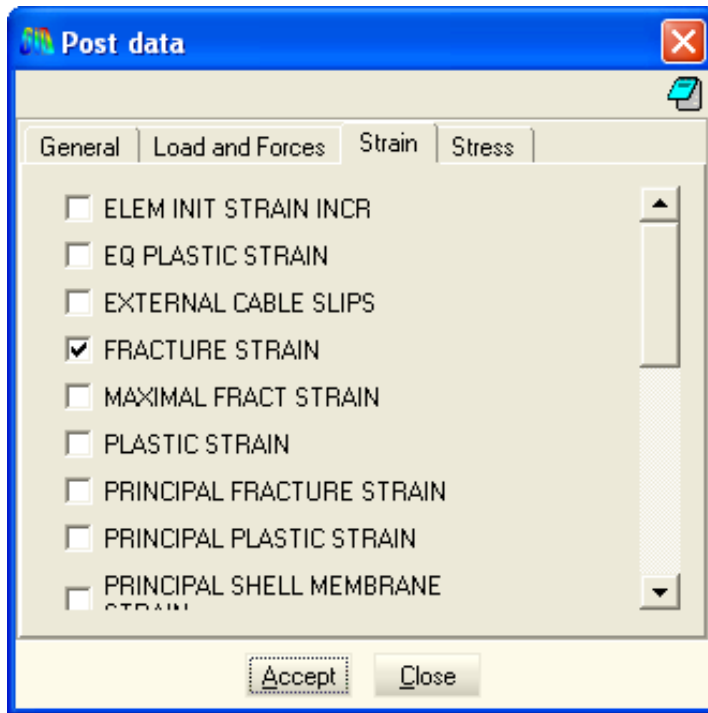 Post data
General Load and Forces Strain Stress
ELEM INIT STRAIN INCR
EQ PLASTIC STRAIN
EXTERNAL CABLE SLIPS
FRACTURE STRAIN
MAXIMAL FRACT STRAIN
PLASTIC STRAIN
PRINCIPAL FRACTURE STRAIN
PRINCIPAL PLASTIC STRAIN
PRINCIPAL SHELL MEMBRANE
STRAIN
Accept Close